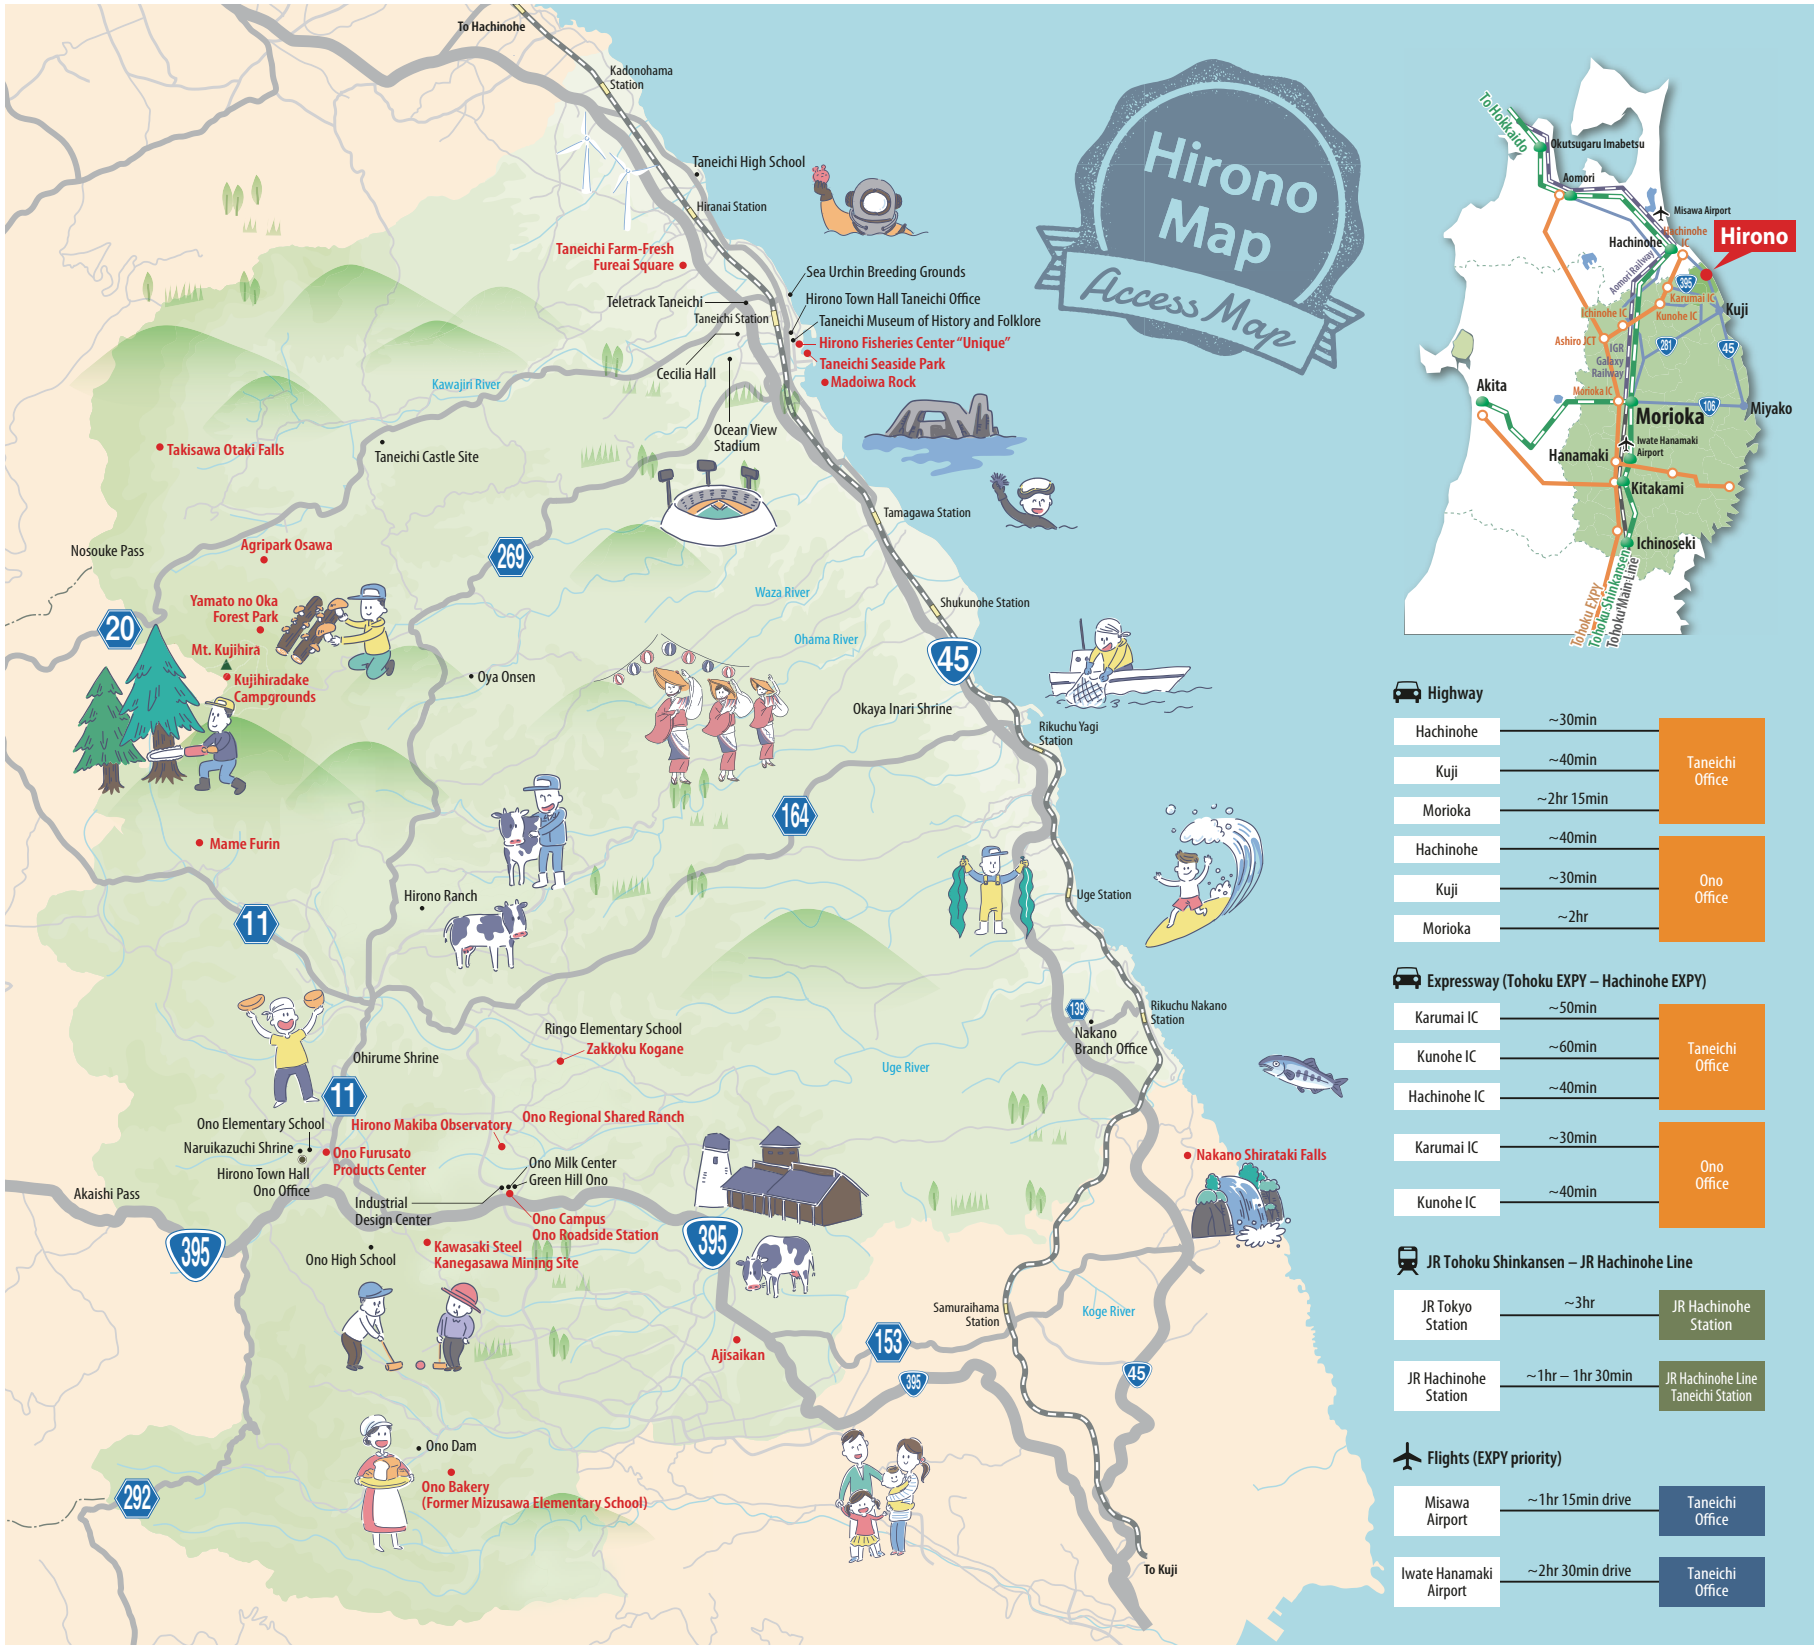 To Hachinohe
Kadonohama
Station
Taneichi High School
Hiranai Station
Taneichi Farm-Fresh
Fureai Square
Sea Urchin Breeding Grounds
Teletrack Taneichi
Hirono Town Hall Taneichi Office
Taneichi Station
Taneichi Museum of History and Folklore
Hirono Fisheries Center "Unique"
Cecilia Hall
Taneichi Seaside Park
Madoiwa Rock
Kawajiri River
Ocean View
Stadium
Takisawa Otaki Falls
Taneichi Castle Site
Tamagawa Station
Nosouke Pass
Agripark Osawa
269
Waza River
Yamato no Oka
Forest Park
Shukunohe Station
20
Ohama River
Mt. Kujihira
45
Kujihiradake
Campgrounds
Oya Onsen
Okaya Inari Shrine
Rikuchu Yagi
Station
164
Mame Furin
Hirono Ranch
Uge Station
11
139
Rikuchu Nakano
Station
Nakano
Branch Office
Ringo Elementary School
Zakkoku Kogane
Ohirume Shrine
Uge River
11
Ono Elementary School
Hirono Makiba Observatory
Ono Regional Shared Ranch
Naruikazuchi Shrine
Ono Furusato
Products Center
Hirono Town Hall
Ono Office
Ono Milk Center
Green Hill Ono
Nakano Shirataki Falls
Akaishi Pass
Industrial
Design Center
Ono Campus
Ono Roadside Station
395
395
Kawasaki Steel
Kanegasawa Mining Site
Ono High School
Samuraihama
Station
Koge River
153
Ajisaikan
395
45
Ono Dam
Ono Bakery
(Former Mizusawa Elementary School)
292
To Kuji
Hirono
Map
Access Map
To Hokkaido
Okutsugaru Imabetsu
Aomori
Misawa Airport
Hachinohe
Hachinohe
IC
Hirono
Aomori Railway
395
Karumai IC
Ichinohe IC
Kunohe IC
Kuji
Ashiro JCT
IGR
Galaxy
Railway
281
45
Akita
Morioka IC
Morioka
106
Miyako
Iwate Hanamaki
Airport
Hanamaki
Kitakami
Ichinoseki
Tohoku EXPY
Tohoku Shinkansen
Tohoku Main Line
Highway
Hachinohe
~30min
Kuji
~40min
Taneichi
Office
Morioka
~2hr 15min
Hachinohe
~40min
Kuji
~30min
Ono
Office
Morioka
~2hr
Expressway (Tohoku EXPY – Hachinohe EXPY)
Karumai IC
~50min
Kunohe IC
~60min
Taneichi
Office
Hachinohe IC
~40min
Karumai IC
~30min
Ono
Office
Kunohe IC
~40min
JR Tohoku Shinkansen – JR Hachinohe Line
JR Tokyo
Station
~3hr
JR Hachinohe
Station
JR Hachinohe
Station
~1hr – 1hr 30min
JR Hachinohe Line
Taneichi Station
Flights (EXPY priority)
Misawa
Airport
~1hr 15min drive
Taneichi
Office
Iwate Hanamaki
Airport
~2hr 30min drive
Taneichi
Office